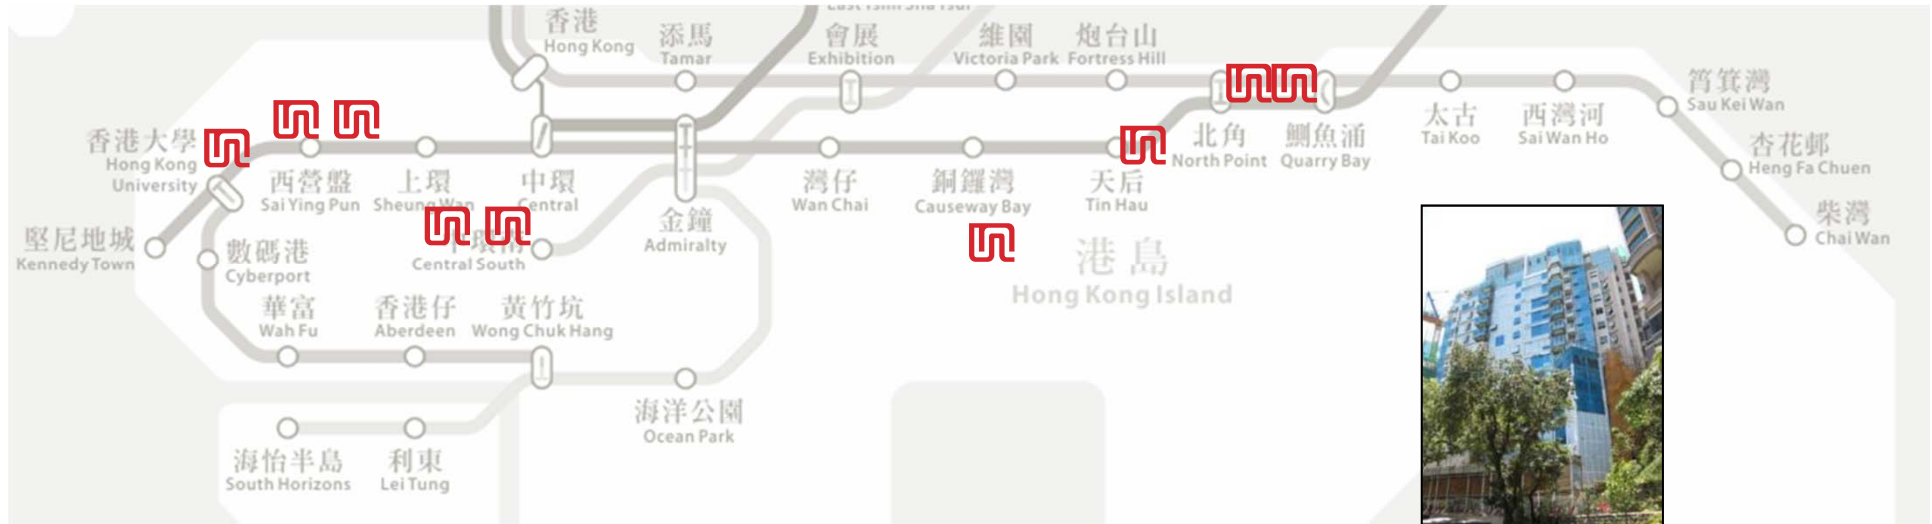 香港
Hong Kong
添馬
Tamar
會展
Exhibition
維園
Victoria Park
炮台山
Fortress Hill
筲箕灣
Sau Kei Wan
香港大學
Hong Kong
University
西營盤
Sai Ying Pun
上環
Sheung Wan
中環
Central
金鐘
Admiralty
灣仔
Wan Chai
銅鑼灣
Causeway Bay
天后
Tin Hau
北角
North Point
鰂魚涌
Quarry Bay
太古
Tai Koo
西灣河
Sai Wan Ho
杏花邨
Heng Fa Chuen
柴灣
Chai Wan
堅尼地城
Kennedy Town
數碼港
Cyberport
環南
Central South
港島
Hong Kong Island
華富
Wah Fu
香港仔
Aberdeen
黃竹坑
Wong Chuk Hang
海洋公園
Ocean Park
海怡半島
South Horizons
利東
Lei Tung